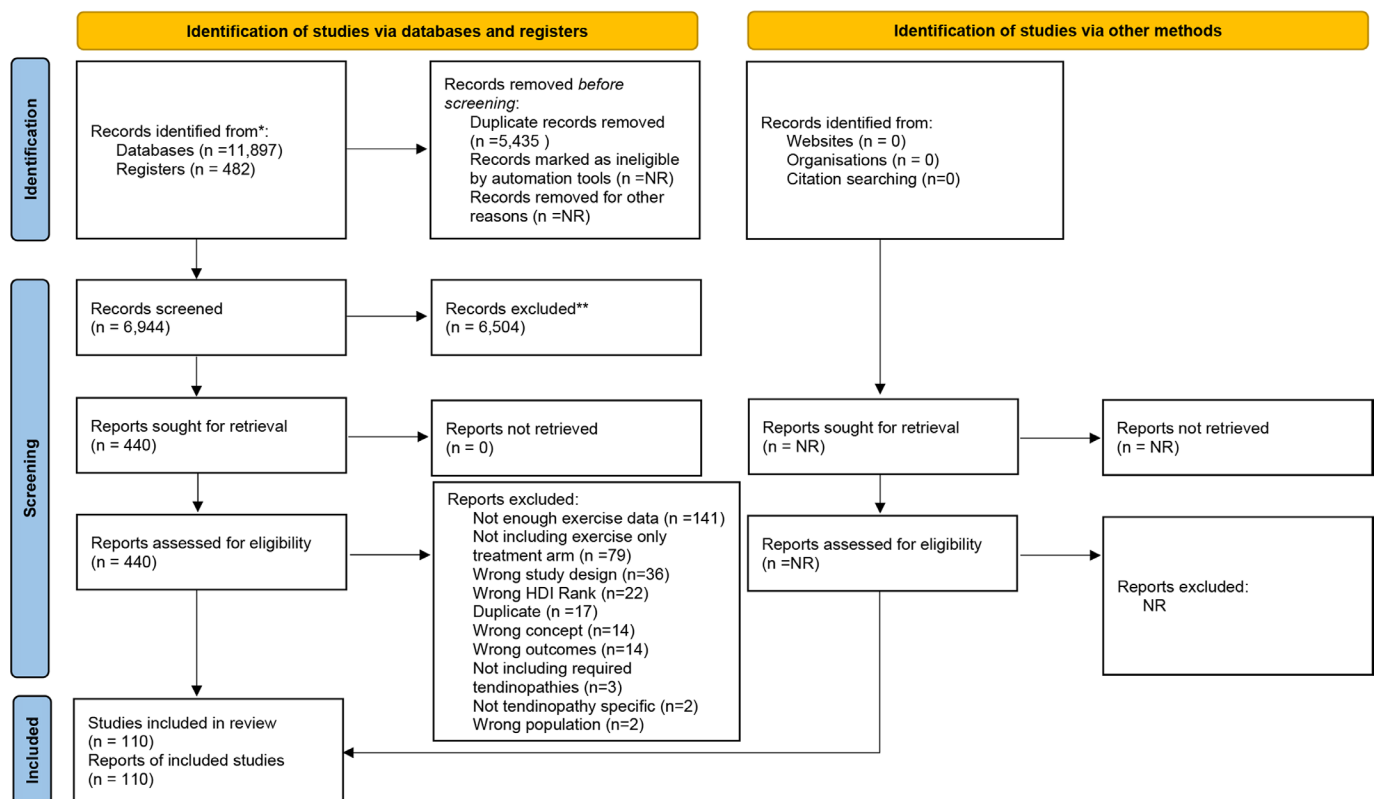 Identification of studies via databases and registers
Identification of studies via other methods
Identification
Records identified from*:
Databases (n =11,897)
Registers (n = 482)
Records removed before
screening:
Duplicate records removed
(n =5,435 )
Records marked as ineligible
by automation tools (n =NR)
Records removed for other
reasons (n =NR)
Records identified from:
Websites (n = 0)
Organisations (n = 0)
Citation searching (n=0)
Screening
Records screened
(n = 6,944)
Records excluded**
(n = 6,504)
Reports sought for retrieval
(n = 440)
Reports not retrieved
(n = 0)
Reports sought for retrieval
(n = NR)
Reports not retrieved
(n = NR)
Reports assessed for eligibility
(n = 440)
Reports excluded:
Not enough exercise data (n =141)
Not including exercise only
treatment arm (n =79)
Wrong study design (n=36)
Wrong HDI Rank (n=22)
Duplicate (n =17)
Wrong concept (n=14)
Wrong outcomes (n=14)
Not including required
tendinopathies (n=3)
Not tendinopathy specific (n=2)
Wrong population (n=2)
Reports assessed for eligibility
(n =NR)
Reports excluded:
NR
Included
Studies included in review
(n = 110)
Reports of included studies
(n = 110)